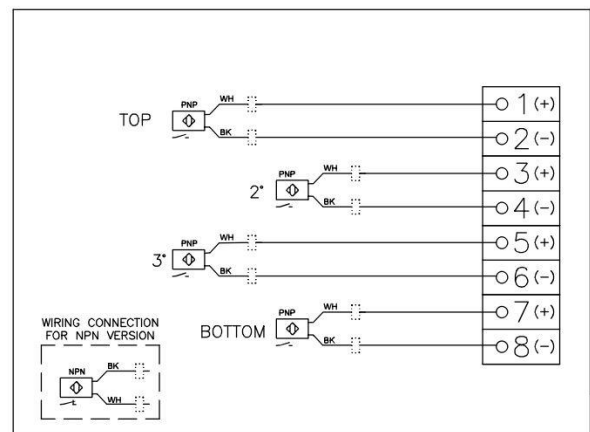 PNP
WH
1 (+)
TOP
BK
2 (-)
PNP
WH
3 (+)
2°
BK
4 (-)
PNP
WH
5 (+)
3°
BK
6 (-)
PNP
WH
7 (+)
BOTTOM
BK
8 (-)
WIRING CONNECTION
FOR NPN VERSION
NPN
BK
WH